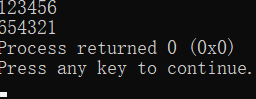 123456
654321
Process returned 0 (0x0)
Press any key to continue.